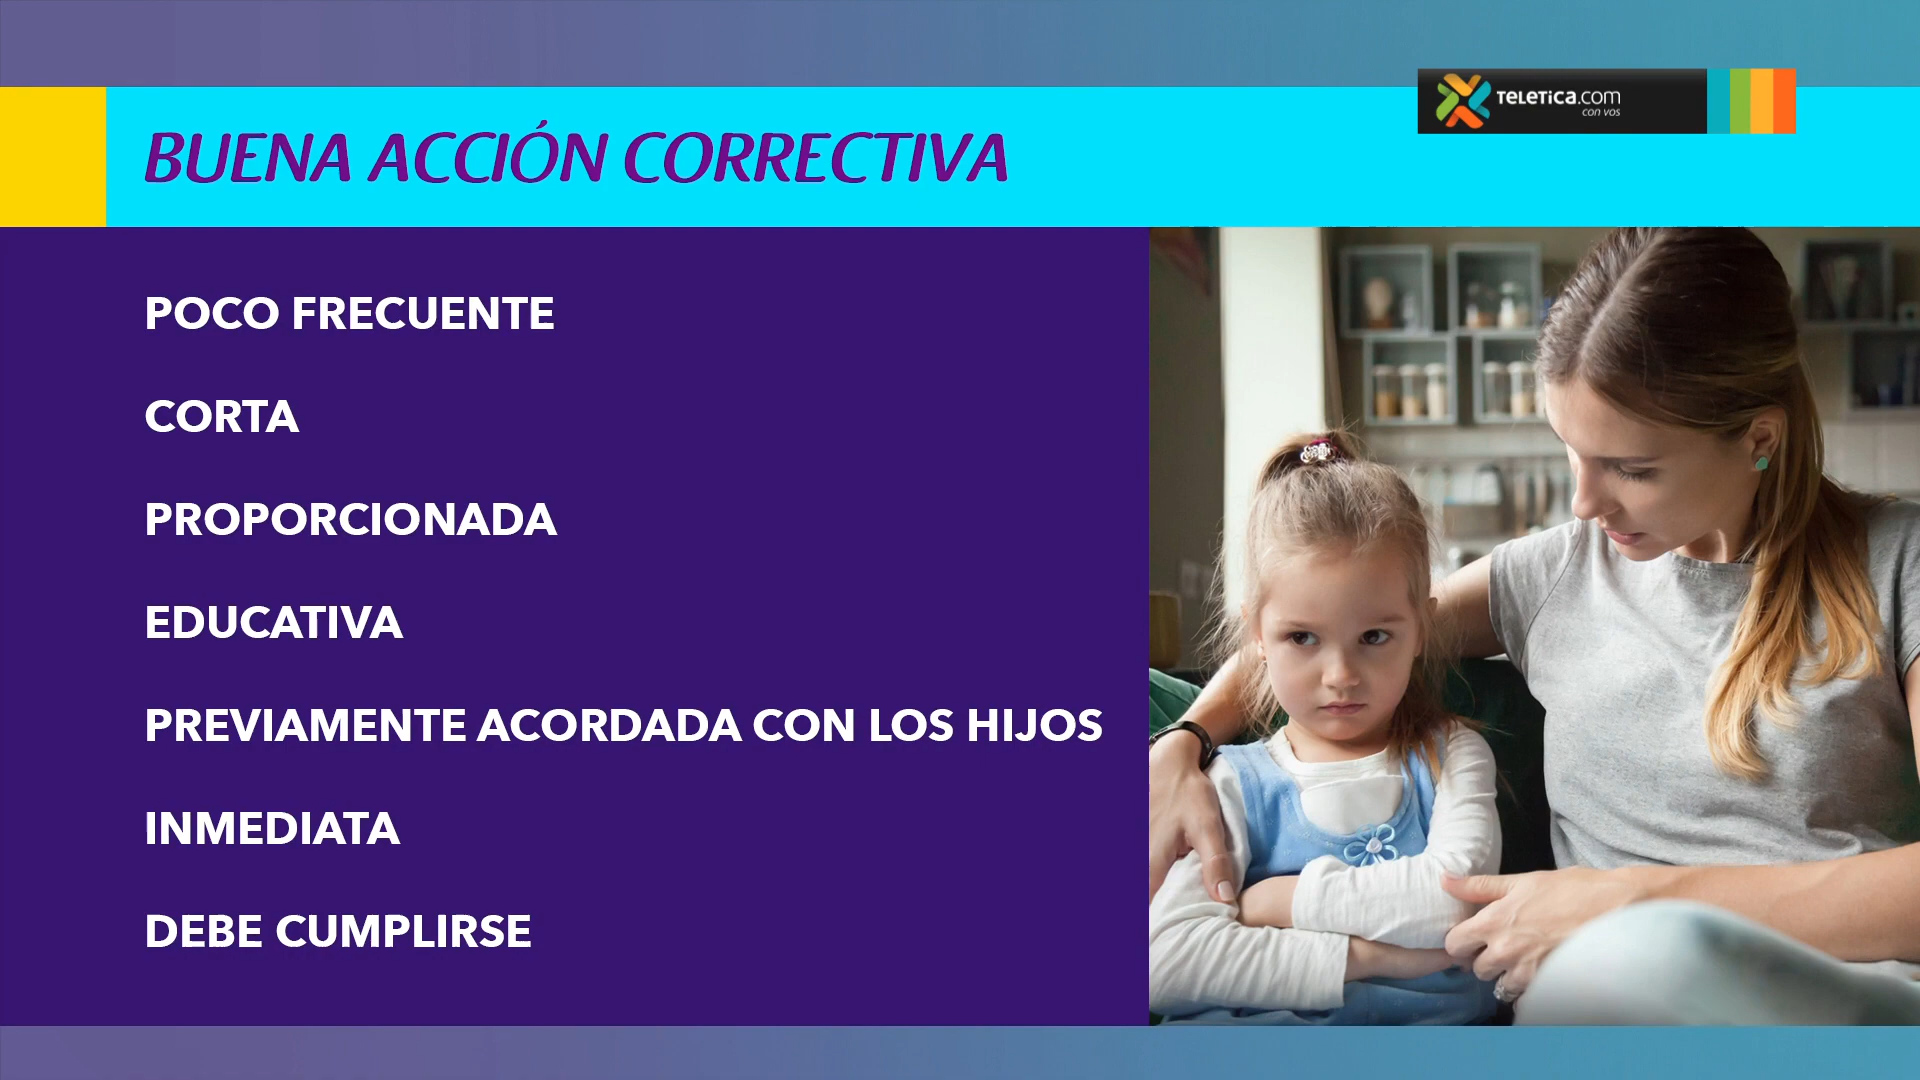 TELETICA.COM
con vos
BUENA ACCIÓN CORRECTIVA
POCO FRECUENTE
CORTA
PROPORCIONADA
EDUCATIVA
PREVIAMENTE ACORDADA CON LOS HIJOS
INMEDIATA
DEBE CUMPLIRSE